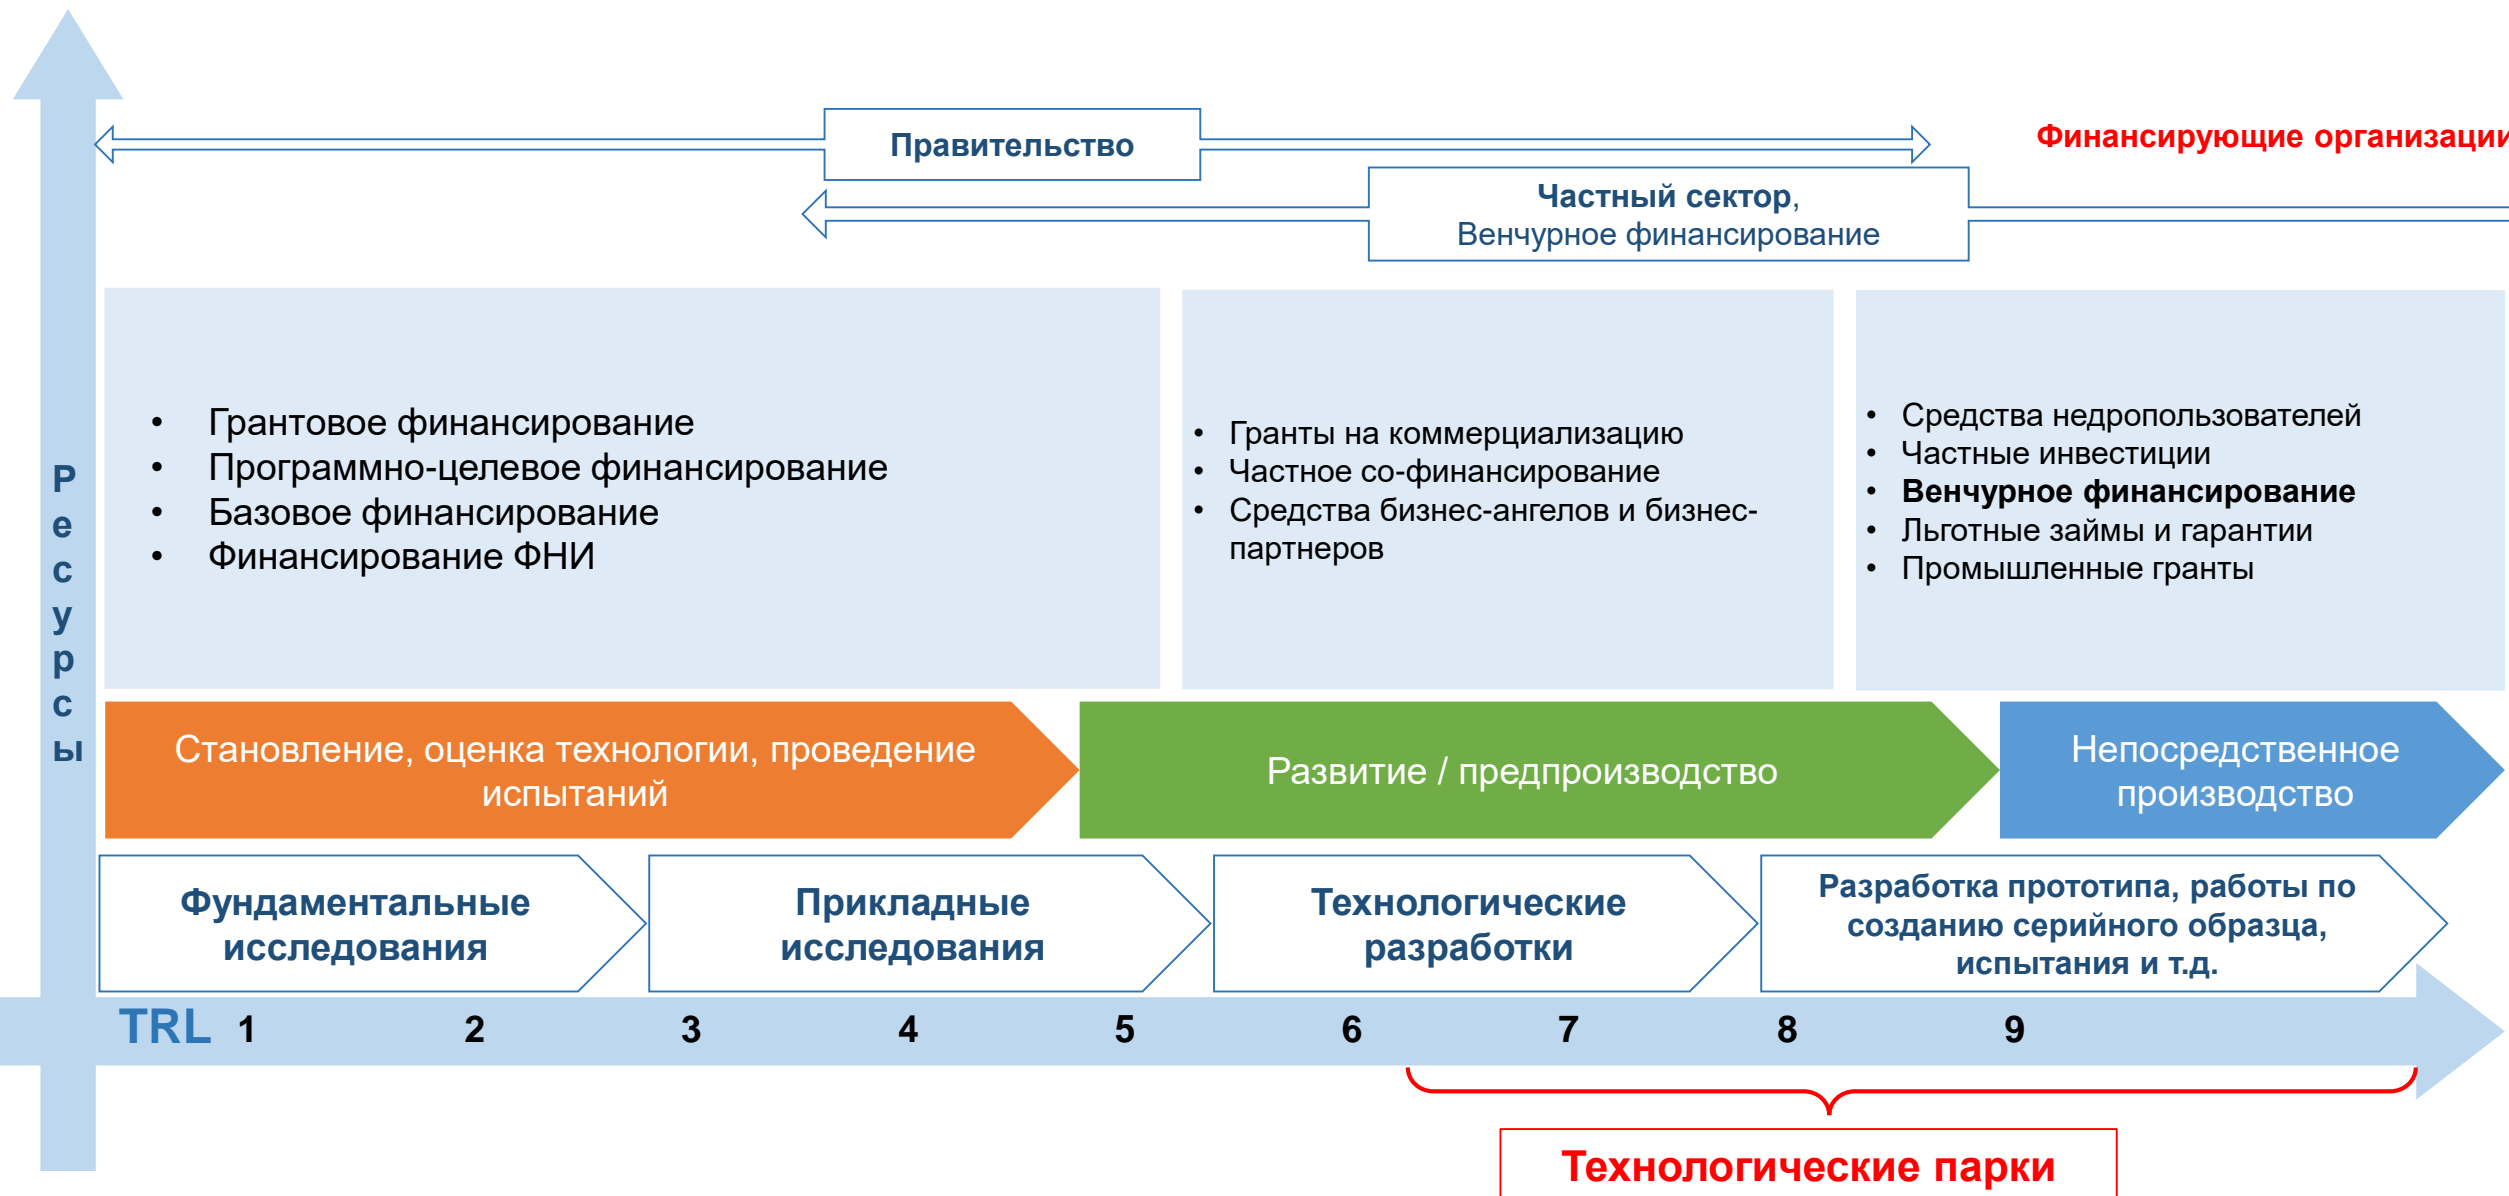 Правительство
Финансирующие организации
Частный сектор,
Венчурное финансирование
Ресурсы
• Грантовое финансирование
• Программно-целевое финансирование
• Базовое финансирование
• Финансирование ФНИ
• Гранты на коммерциализацию
• Частное со-финансирование
• Средства бизнес-ангелов и бизнес-
партнеров
• Средства недропользователей
• Частные инвестиции
• Венчурное финансирование
• Льготные займы и гарантии
• Промышленные гранты
Становление, оценка технологии, проведение
испытаний
Развитие / предпроизводство
Непосредственное
производство
Фундаментальные
исследования
Прикладные
исследования
Технологические
разработки
Разработка прототипа, работы по
созданию серийного образца,
испытания и т.д.
TRL 1 2 3 4 5 6 7 8 9
Технологические парки